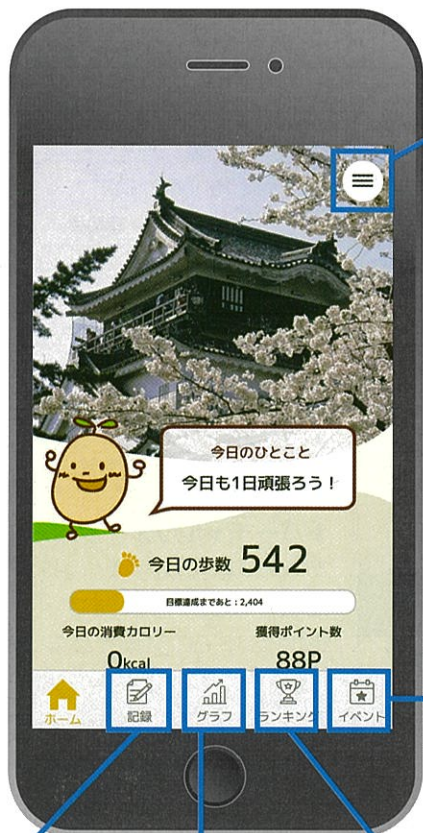 今日のひとこと
今日も1日頑張ろう！
今日の歩数 542
目標達成まであと：2,404
今日の消費カロリー 獲得ポイント数
0kcal 88P
ホーム 記録 グラフ ランキング イベント